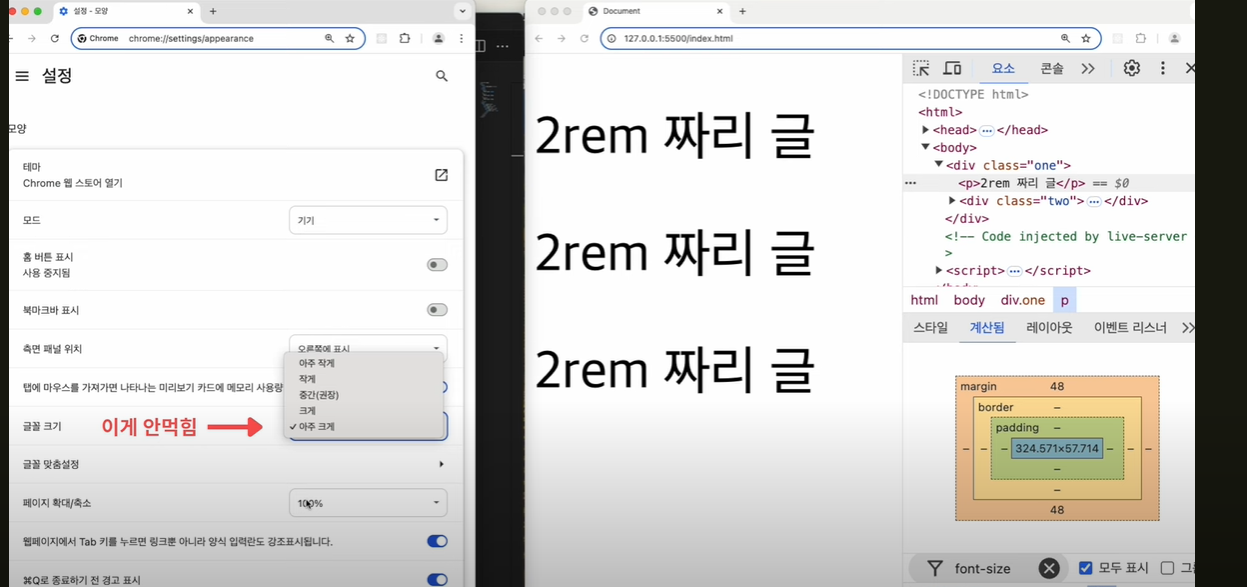 설정 - 모양
Chrome
chrome://settings/appearance
설정
모양
테마
Chrome 웹 스토어 열기
모드
기기
홈 버튼 표시
사용 중지됨
북마크바 표시
측면 패널 위치
오른쪽에 표시
아주 작게
작게
탭에 마우스를 가져가면 나타나는 미리보기 카드에 메모리 사용량
중간(권장)
크게
글꼴 크기
이게 안먹힘
✓ 아주 크게
글꼴 맞춤설정
페이지 확대/축소
100%
웹페이지에서 Tab 키를 누르면 링크뿐 아니라 양식 입력란도 강조표시됩니다.
⌘Q로 종료하기 전 경고 표시
Document
127.0.0.1:5500/index.html
2rem 짜리 글
2rem 짜리 글
2rem 짜리 글
요소
콘솔
<!DOCTYPE html>
<html>
<head> ⋯ </head>
<body>
<div class="one">
<p>2rem 짜리 글</p> == $0
<div class="two"> ⋯ </div>
</div>
<!-- Code injected by live-server
>
<script> ⋯ </script>
html body div.one p
스타일 계산됨 레이아웃 이벤트 리스너
margin 48
border –
padding –
– – – 324.571×57.714 – – –
–
–
48
font-size
모두 표시